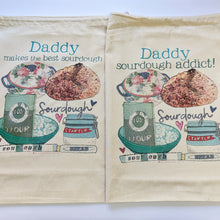 Daddy
makes the best sourdough
Sourdough
FLOUR
STARTER
Daddy
sourdough addict!
Sourdough
FLOUR
STARTER